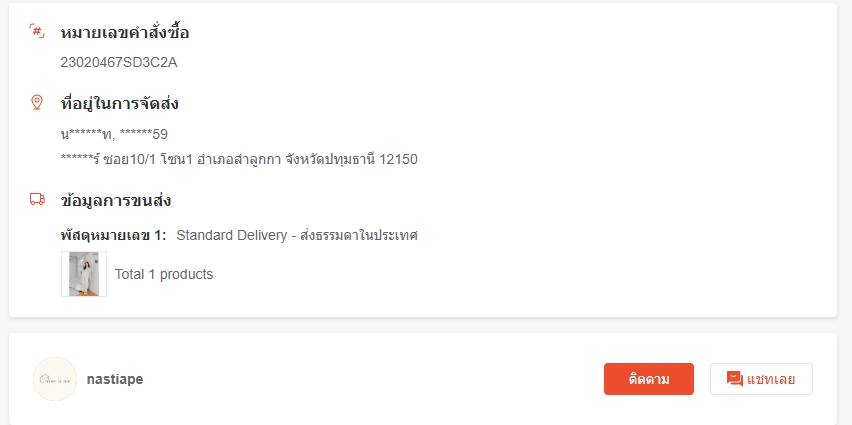 หมายเลขคำสั่งซื้อ
23020467SD3C2A
ที่อยู่ในการจัดส่ง
น******ท, ******59
******ร์ ซอย10/1 โซน1 อำเภอลำลูกกา จังหวัดปทุมธานี 12150
ข้อมูลการขนส่ง
พัสดุหมายเลข 1: Standard Delivery - ส่งธรรมดาในประเทศ
Total 1 products
nastiape
ติดตาม
แชทเลย